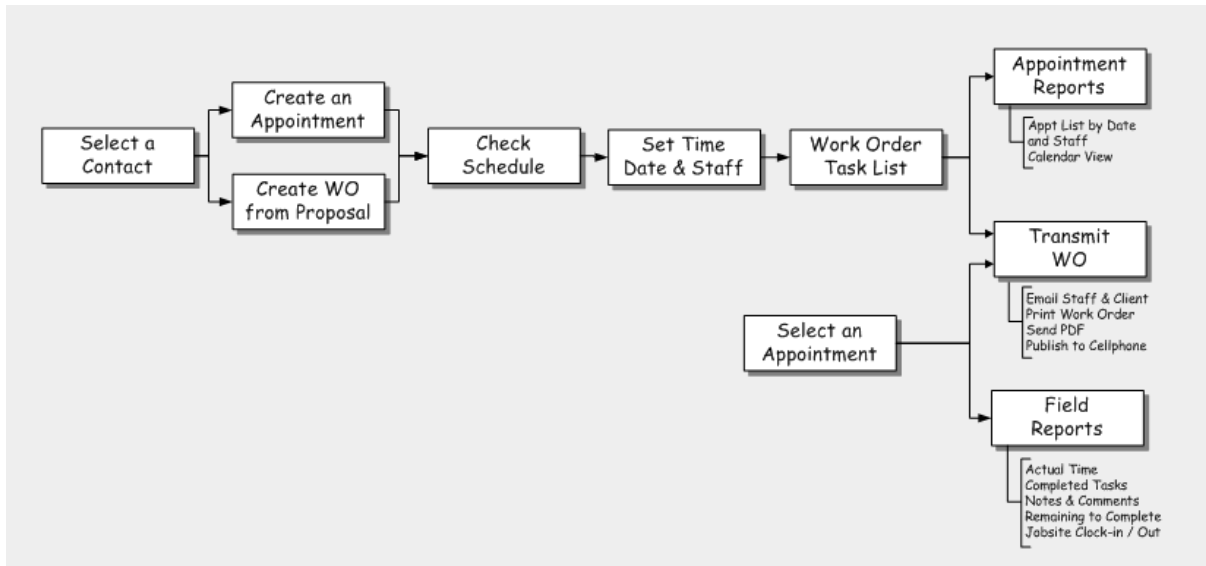 Select a
Contact
Create an
Appointment
Create WO
from Proposal
Check
Schedule
Set Time
Date & Staff
Work Order
Task List
Appointment
Reports
Appt List by Date
and Staff
Calendar View
Transmit
WO
Email Staff & Client
Print Work Order
Send PDF
Publish to Cellphone
Select an
Appointment
Field
Reports
Actual Time
Completed Tasks
Notes & Comments
Remaining to Complete
Jobsite Clock-in / Out